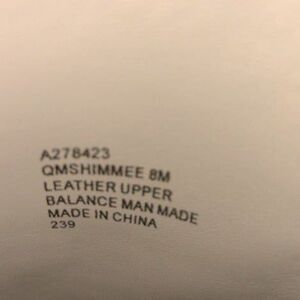 A278423
QMSHIMMEE 8M
LEATHER UPPER
BALANCE MAN MADE
MADE IN CHINA
239